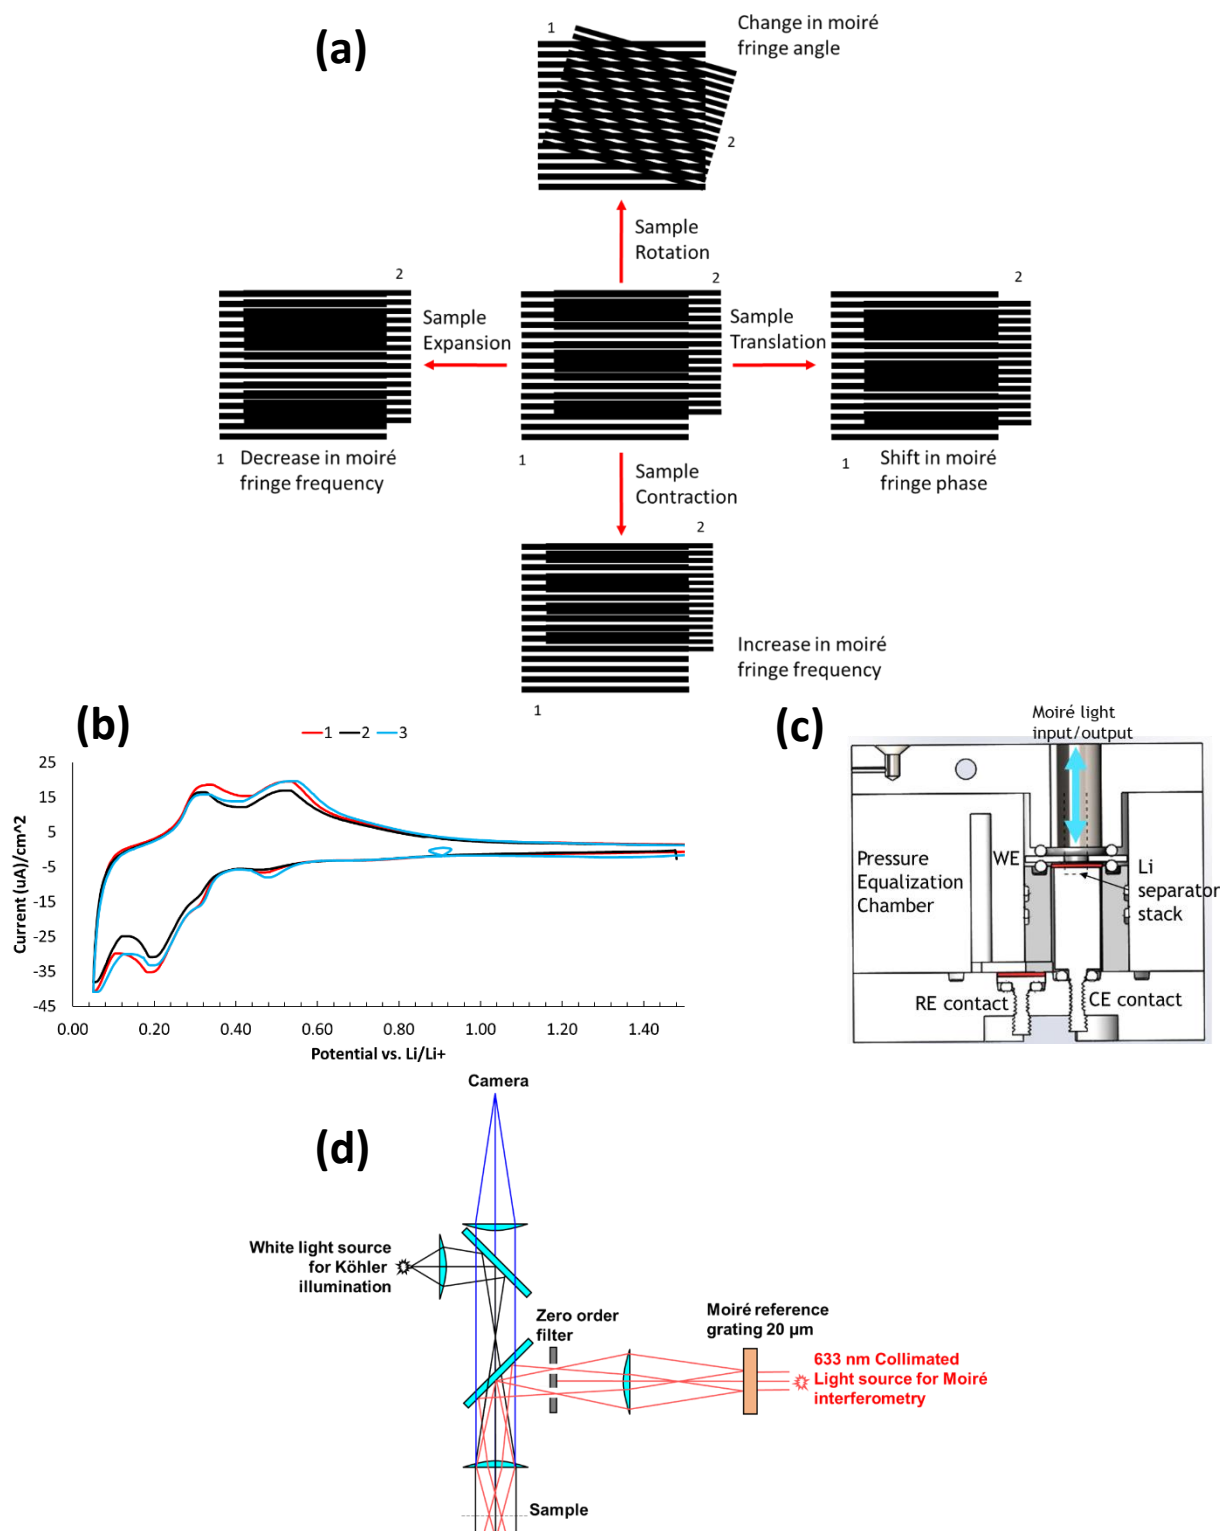 (a)
1
Change in moiré
fringe angle
2
Sample
Rotation
2
Sample
Expansion
2
Sample
Translation
2
1
Decrease in moiré
fringe frequency
1
Sample
Contraction
1
Shift in moiré
fringe phase
2
Increase in moiré
fringe frequency
1
(b)
1 2 3
25
15
5
-5
-15
-25
-35
-45
Current (uA)/cm^2
0.00 0.20 0.40 0.60 0.80 1.00 1.20 1.40
Potential vs. Li/Li+
(c)
Moiré light
input/output
Pressure
Equalization
Chamber
WE
Li
separator
stack
RE contact
CE contact
(d)
Camera
White light source
for Köhler
illumination
Zero order
filter
Moiré reference
grating 20 µm
633 nm Collimated
Light source for Moiré
interferometry
Sample